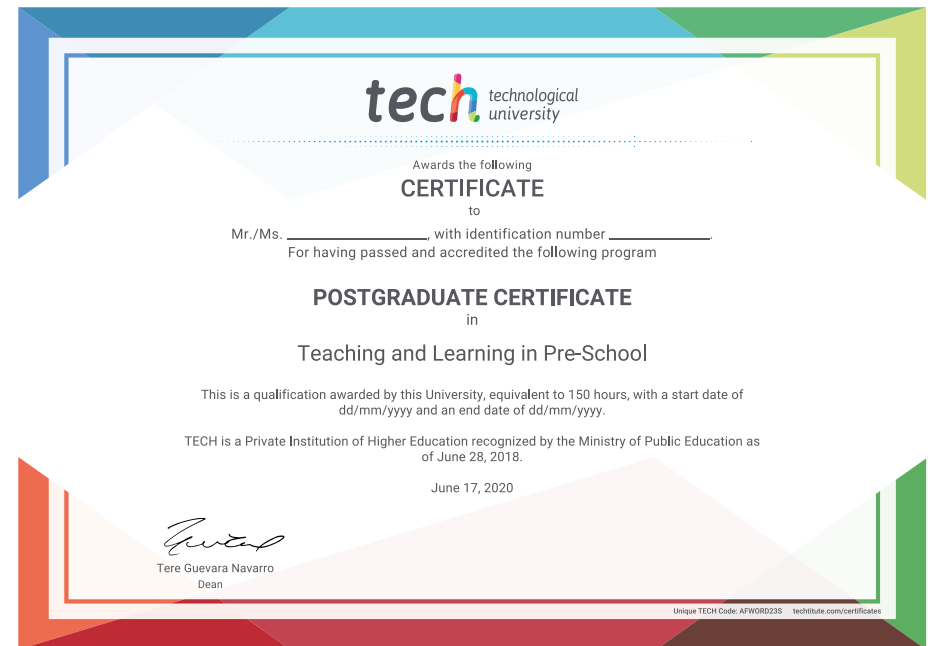 tech technological
university
Awards the following
CERTIFICATE
to
Mr./Ms. ____________________, with identification number ______________.
For having passed and accredited the following program
POSTGRADUATE CERTIFICATE
in
Teaching and Learning in Pre-School
This is a qualification awarded by this University, equivalent to 150 hours, with a start date of
dd/mm/yyyy and an end date of dd/mm/yyyy.
TECH is a Private Institution of Higher Education recognized by the Ministry of Public Education as
of June 28, 2018.
June 17, 2020
Tere Guevara Navarro
Dean
Unique TECH Code: AFWORD23S techtitute.com/certificates